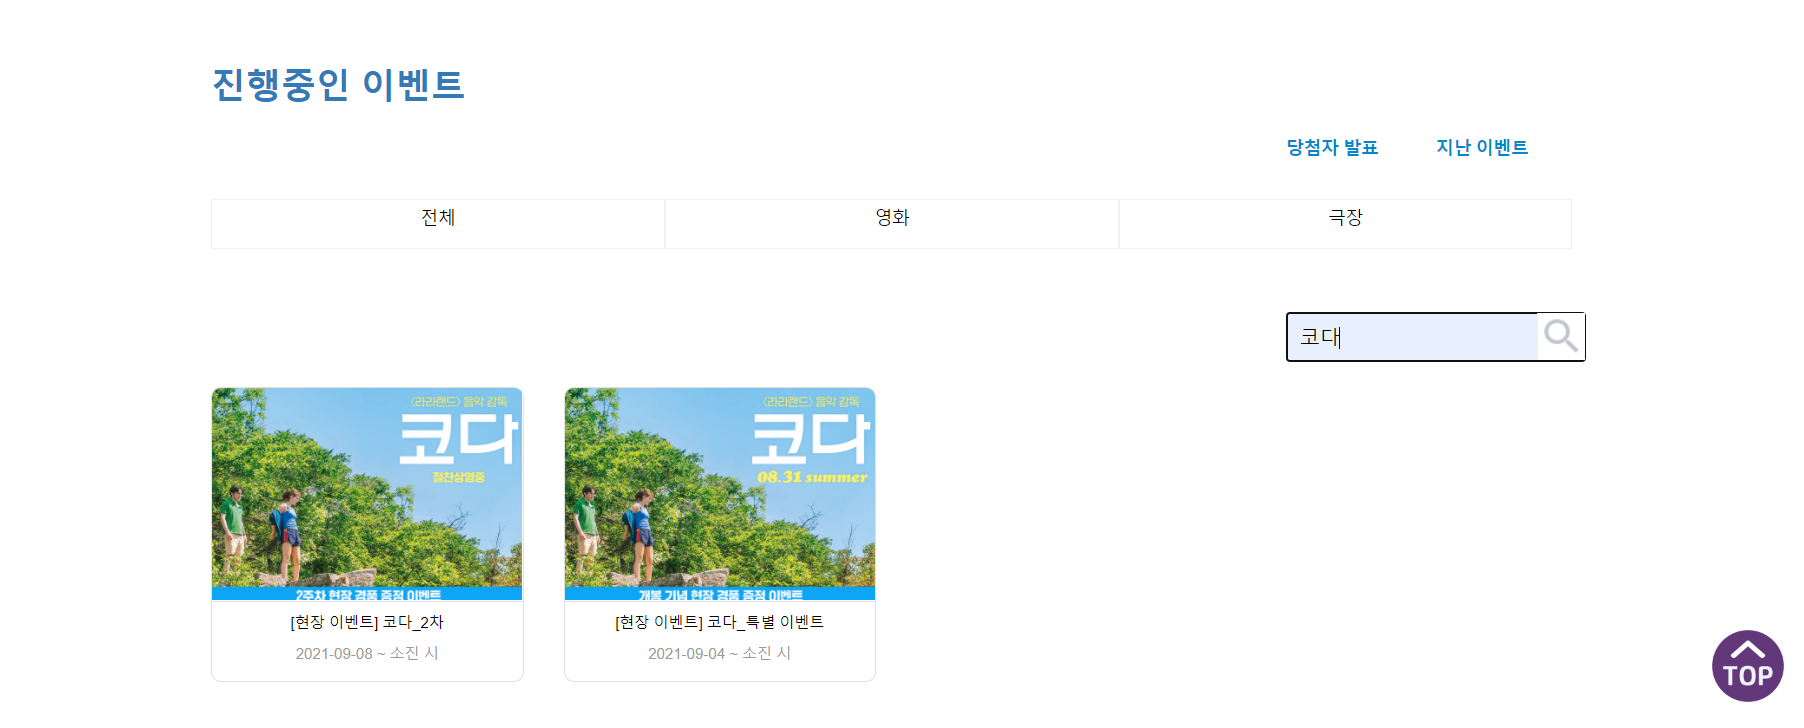 진행중인 이벤트
당첨자 발표 지난 이벤트
전체 영화 극장
코다
〈라라랜드〉 음악 감독
코다
절찬상영중
2주차 현장 경품 증정 이벤트
[현장 이벤트] 코다_2차
2021-09-08 ~ 소진 시
〈라라랜드〉 음악 감독
코다
08.31 summer
개봉 기념 현장 경품 증정 이벤트
[현장 이벤트] 코다_특별 이벤트
2021-09-04 ~ 소진 시
TOP